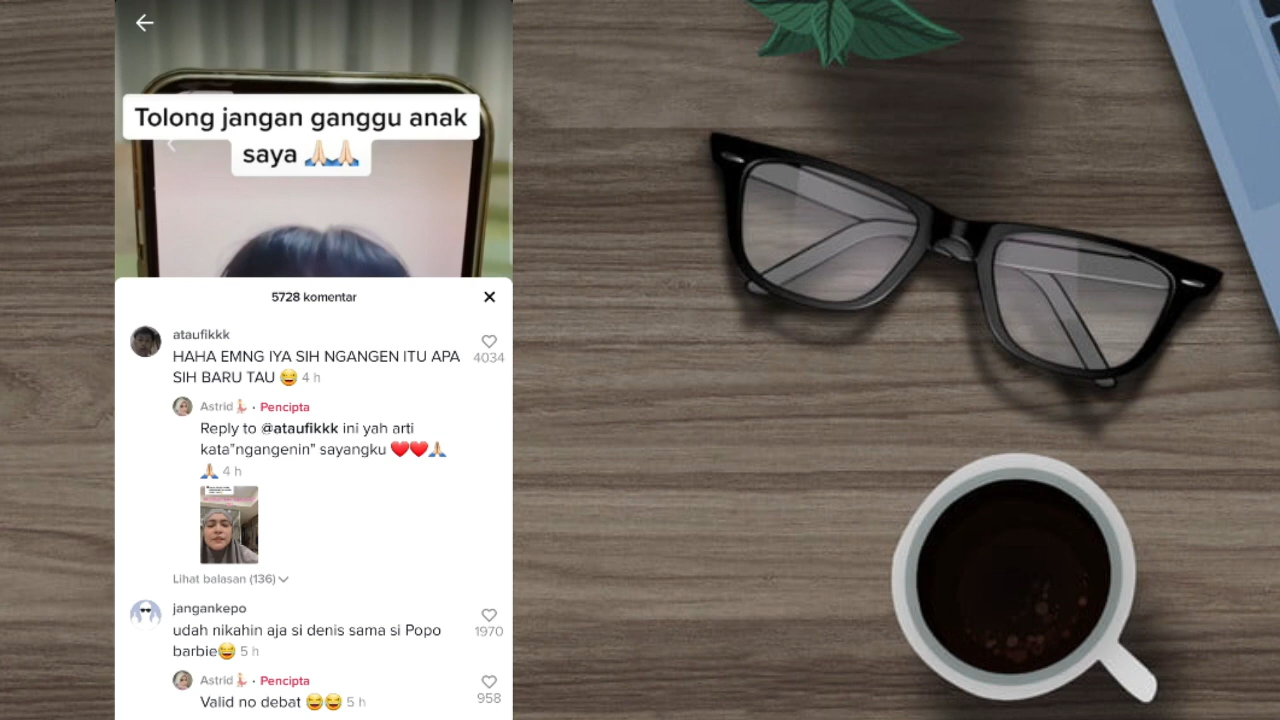 Tolong jangan ganggu anak
saya 🙏🏻🙏🏻
5728 komentar
ataufikkk
HAHA EMNG IYA SIH NGANGEN ITU APA
SIH BARU TAU 😂 4 h
4034
Astrid💃🏻 · Pencipta
Reply to @ataufikkk ini yah arti
kata"ngangenin" sayangku ❤️❤️🙏🏻
🙏🏻 4 h
Lihat balasan (136)
jangankepo
udah nikahin aja si denis sama si Popo
barbie😂 5 h
1970
Astrid💃🏻 · Pencipta
Valid no debat 😂😂 5 h
958